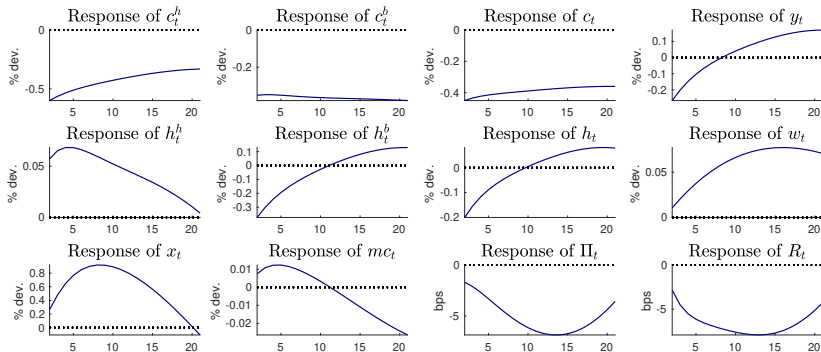 Response of c_t^h
Response of c_t^b
Response of c_t
Response of y_t
% dev.
0
-0.5
5 10 15 20
% dev.
0
-0.2
5 10 15 20
% dev.
0
-0.2
-0.4
5 10 15 20
% dev.
0.1
0
-0.1
-0.2
5 10 15 20
Response of h_t^h
Response of h_t^b
Response of h_t
Response of w_t
% dev.
0.05
0
5 10 15 20
% dev.
0.1
0
-0.1
-0.2
-0.3
5 10 15 20
% dev.
0
-0.1
-0.2
5 10 15 20
% dev.
0.05
0
5 10 15 20
Response of x_t
Response of mc_t
Response of Π_t
Response of R_t
% dev.
0.8
0.6
0.4
0.2
0
5 10 15 20
% dev.
0.01
0
-0.01
-0.02
5 10 15 20
bps
0
-5
5 10 15 20
bps
0
-5
5 10 15 20